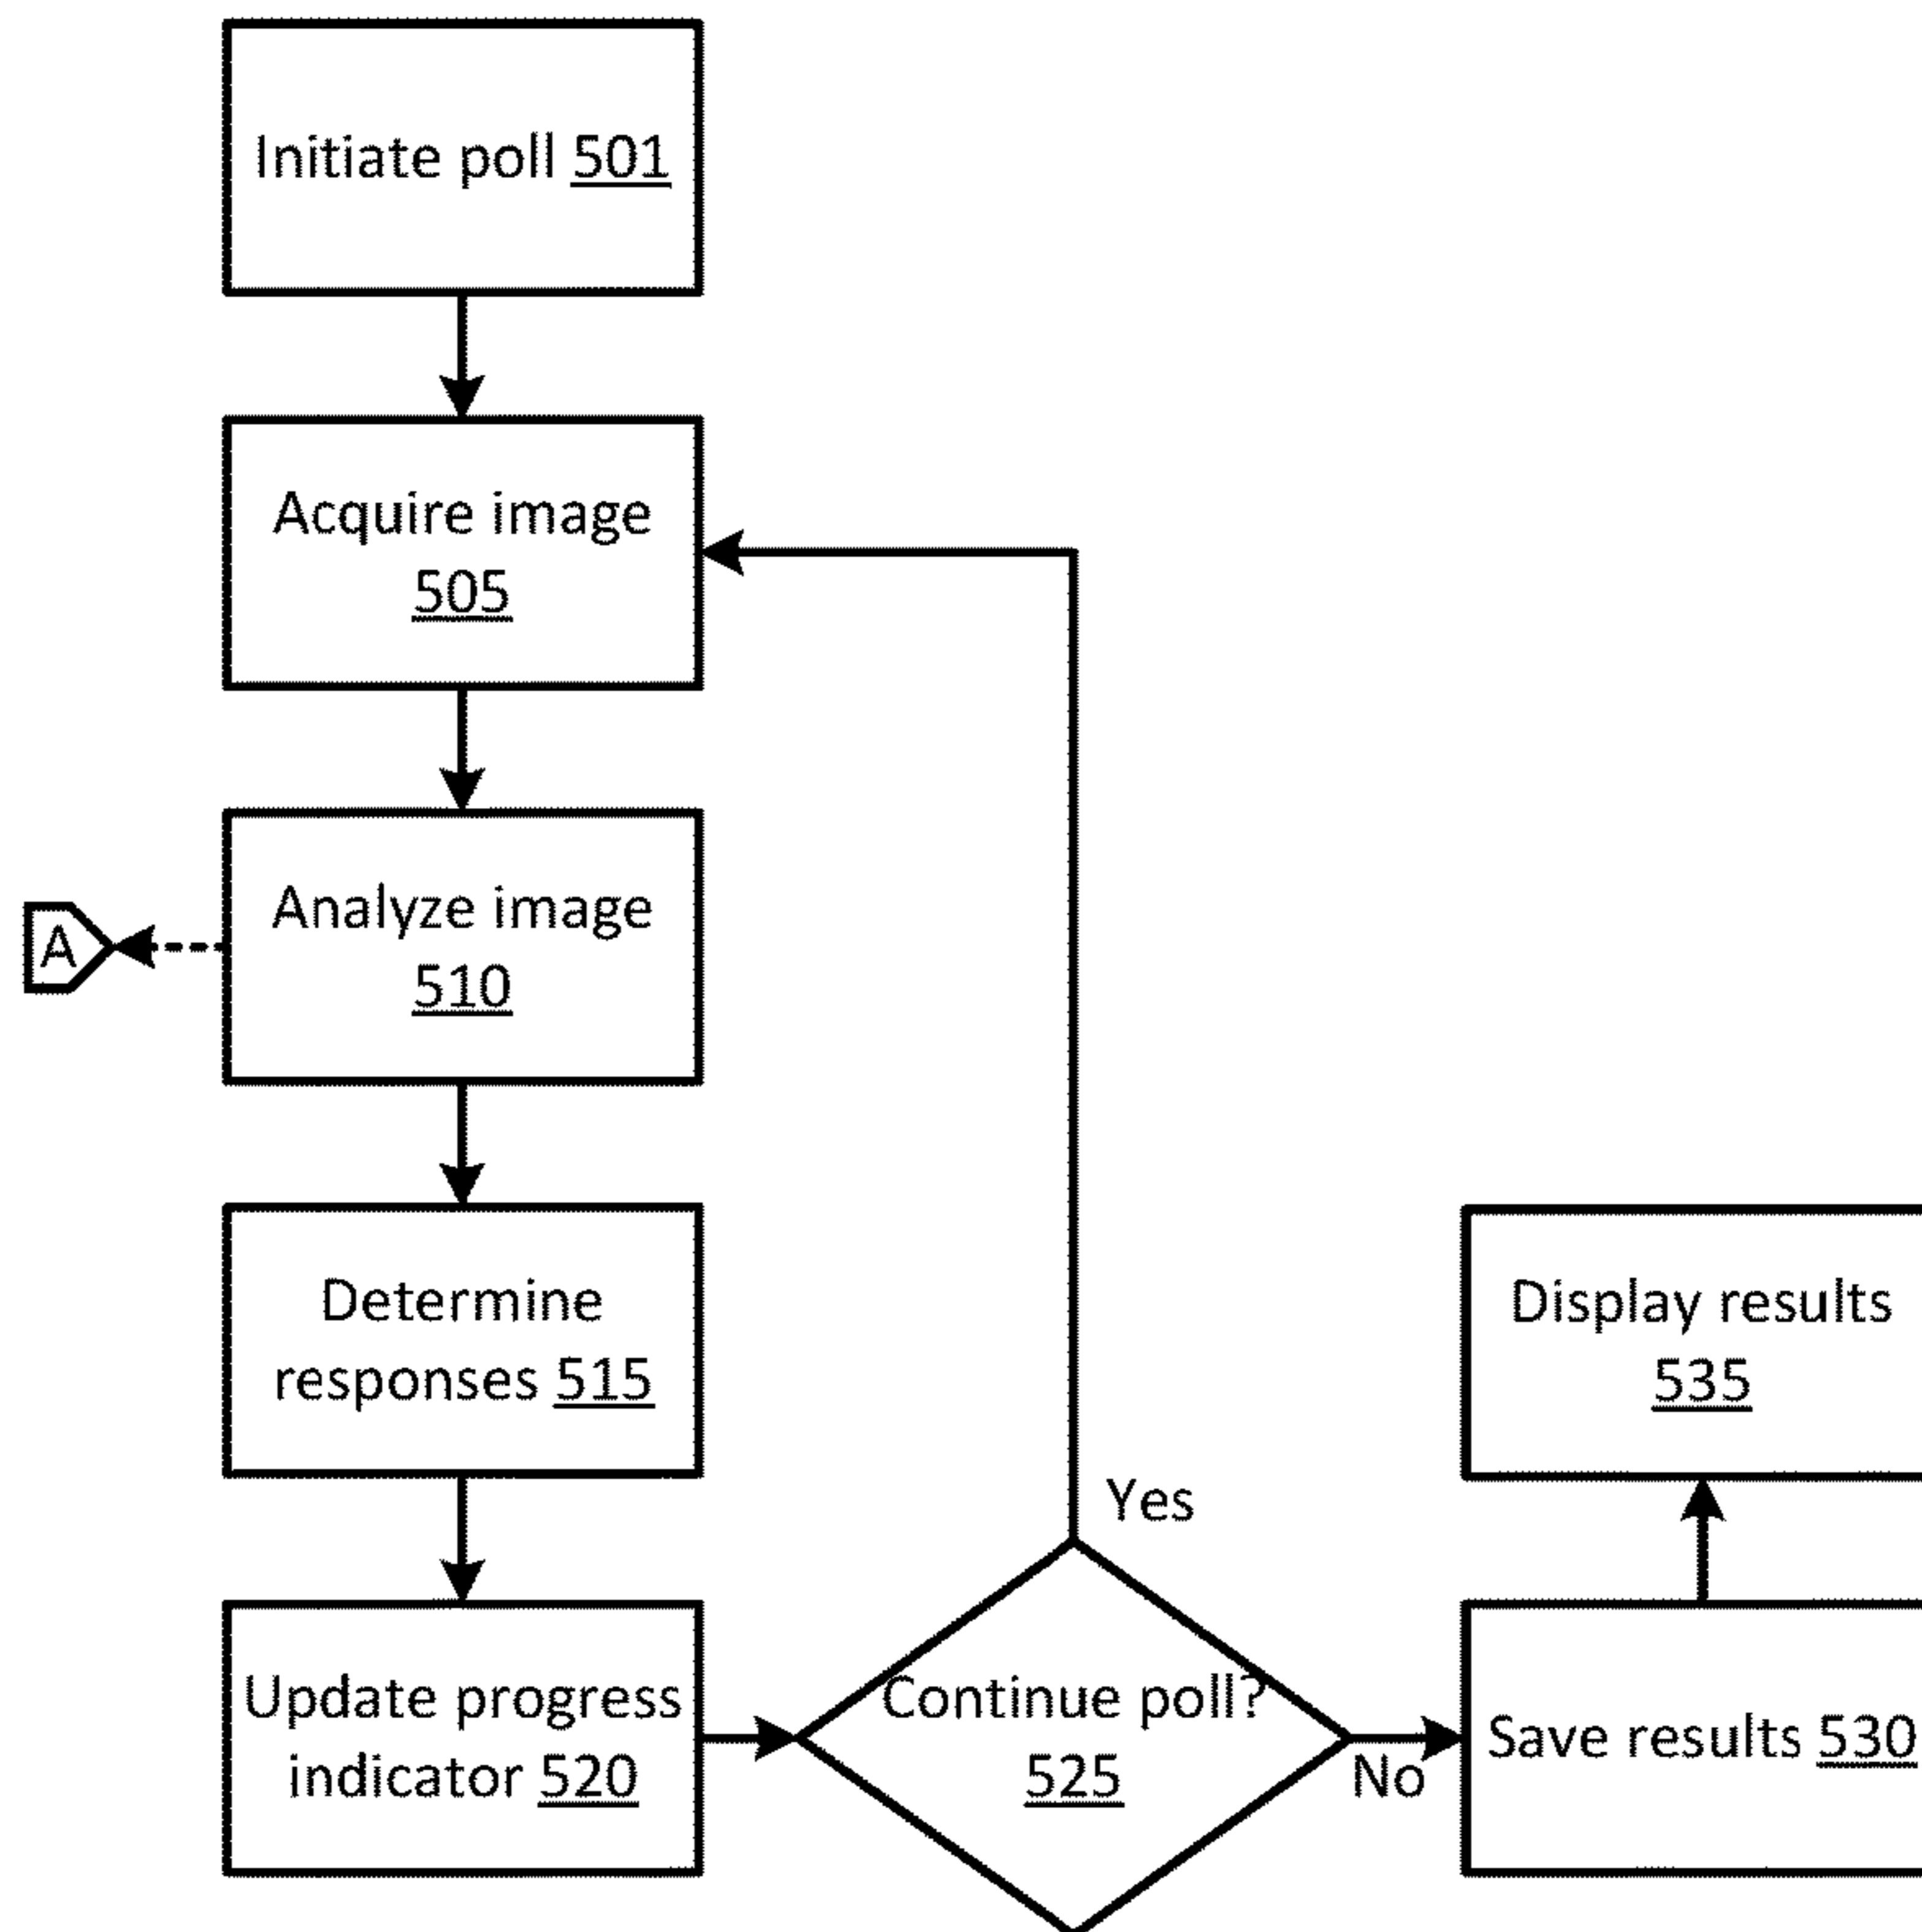 Initiate poll 501
Acquire image
505
Analyze image
510
A
Determine
responses 515
Update progress
indicator 520
Continue poll?
525
Yes
No
Save results 530
Display results
535